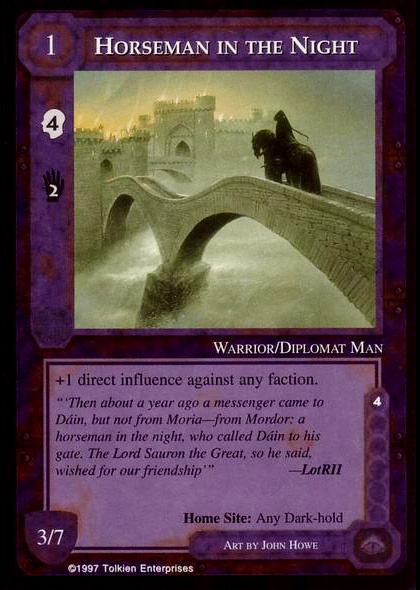 1
HORSEMAN IN THE NIGHT
4
2
WARRIOR/DIPLOMAT MAN
+1 direct influence against any faction.
“‘Then about a year ago a messenger came to
Dáin, but not from Moria—from Mordor: a
horseman in the night, who called Dáin to his
gate. The Lord Sauron the Great, so he said,
wished for our friendship’” —LotRII
4
Home Site: Any Dark-hold
3/7
ART BY JOHN HOWE
©1997 Tolkien Enterprises